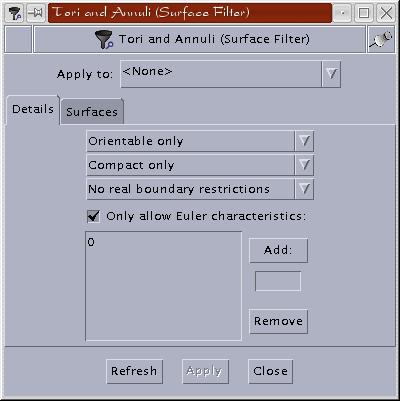 Tori and Annuli (Surface Filter)
Tori and Annuli (Surface Filter)
Apply to: <None>
Details Surfaces
Orientable only
Compact only
No real boundary restrictions
Only allow Euler characteristics:
0
Add:
Remove
Refresh Apply Close